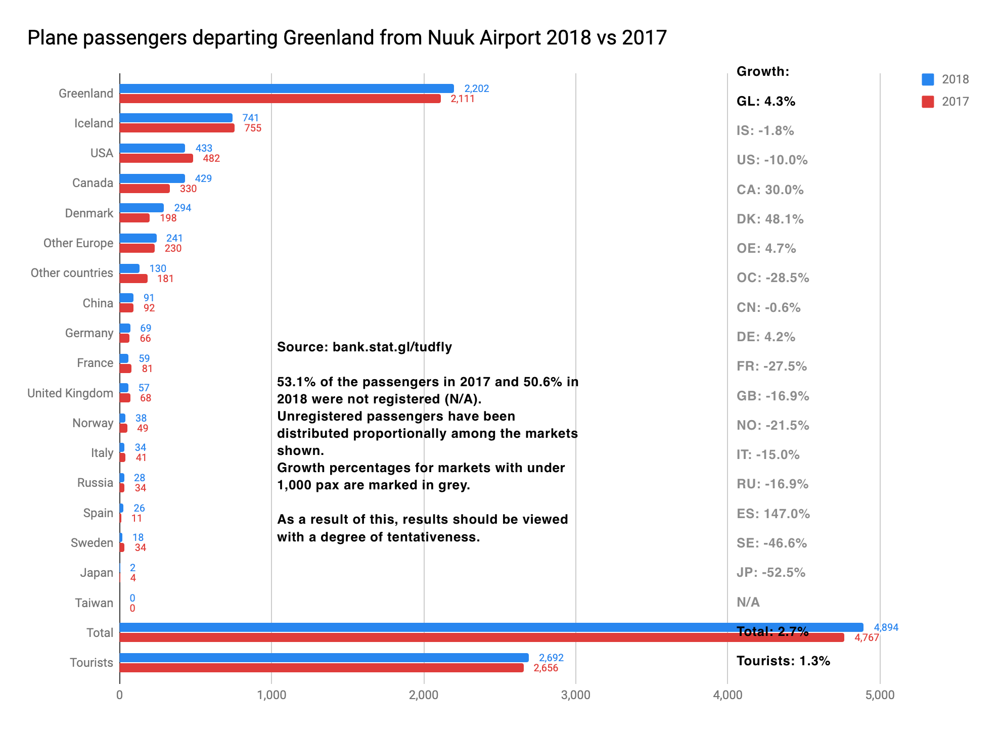 Plane passengers departing Greenland from Nuuk Airport 2018 vs 2017
Growth:
2018
2017
Greenland 2,202
2,111
GL: 4.3%
Iceland 741
755
IS: -1.8%
USA 433
482
US: -10.0%
Canada 429
330
CA: 30.0%
Denmark 294
198
DK: 48.1%
Other Europe 241
230
OE: 4.7%
Other countries 130
181
OC: -28.5%
China 91
92
CN: -0.6%
Germany 69
66
DE: 4.2%
France 59
81
FR: -27.5%
United Kingdom 57
68
GB: -16.9%
Norway 38
49
NO: -21.5%
Italy 34
41
IT: -15.0%
Russia 28
34
RU: -16.9%
Spain 26
11
ES: 147.0%
Sweden 18
34
SE: -46.6%
Japan 2
4
JP: -52.5%
Taiwan 0
0
N/A
Total 4,894
4,767
Total: 2.7%
Tourists 2,692
2,656
Tourists: 1.3%
Source: bank.stat.gl/tudfly
53.1% of the passengers in 2017 and 50.6% in
2018 were not registered (N/A).
Unregistered passengers have been
distributed proportionally among the markets
shown.
Growth percentages for markets with under
1,000 pax are marked in grey.
As a result of this, results should be viewed
with a degree of tentativeness.
0 1,000 2,000 3,000 4,000 5,000